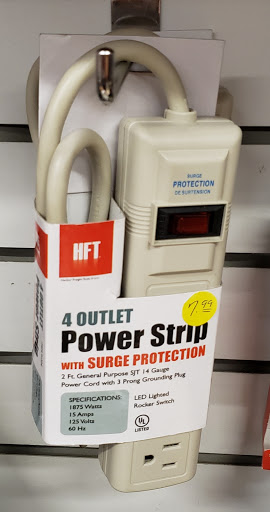 SURGE
PROTECTION
DE SURTENSION
HFT
7.99
4 OUTLET
Power Strip
WITH SURGE PROTECTION
2 Ft. General Purpose SJT 14 Gauge
Power Cord with 3 Prong Grounding Plug
SPECIFICATIONS:
1875 Watts
15 Amps
125 Volts
60 Hz
LED Lighted
Rocker Switch
UL
LISTED